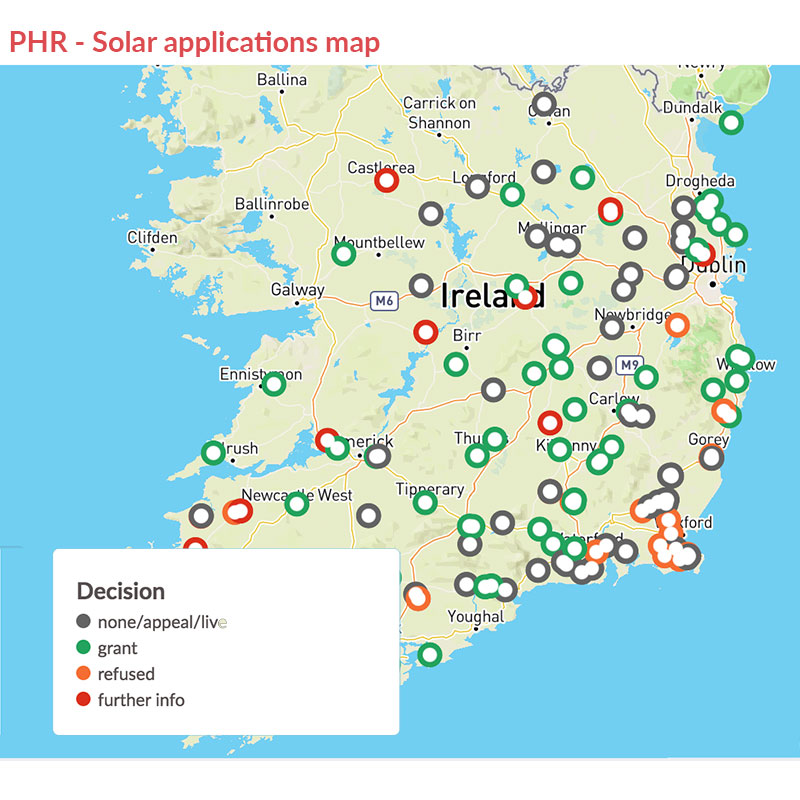 PHR - Solar applications map
Newry
Ballina
Carrick on
Shannon
Dundalk
Castlerea
Longford
Drogheda
Ballinrobe
Mullingar
Clifden
Mountbellew
Dublin
Galway
M6
Ireland
Newbridge
Birr
M9
Wicklow
Ennistymon
Carlow
Gorey
Thurles
Kilkenny
Limerick
Kilrush
Newcastle West
Tipperary
Wexford
Waterford
Youghal
Decision
none/appeal/live
grant
refused
further info